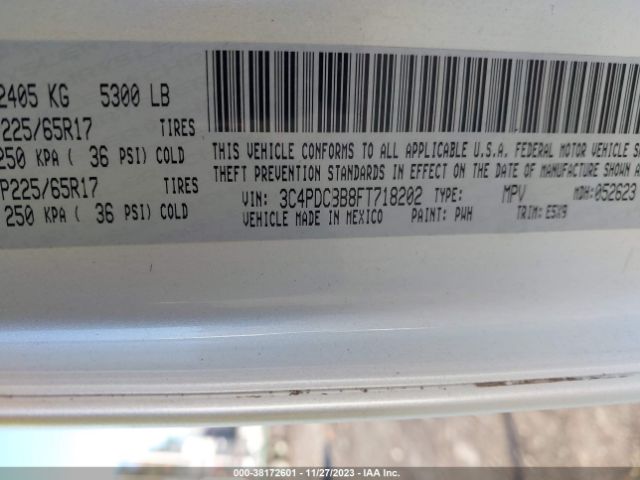 2405 KG 5300 LB
225/65R17 TIRES
250 KPA ( 36 PSI) COLD
P225/65R17 TIRES
250 KPA ( 36 PSI) COLD
THIS VEHICLE CONFORMS TO ALL APPLICABLE U.S.A. FEDERAL MOTOR VEHICLE S
THEFT PREVENTION STANDARDS IN EFFECT ON THE DATE OF MANUFACTURE SHOWN A
VIN: 3C4PDC3B8FT718202 TYPE: MPV MDH:052623
VEHICLE MADE IN MEXICO PAINT: PWH TRIM: E5X9
000-38172601 - 11/27/2023 - IAA Inc.